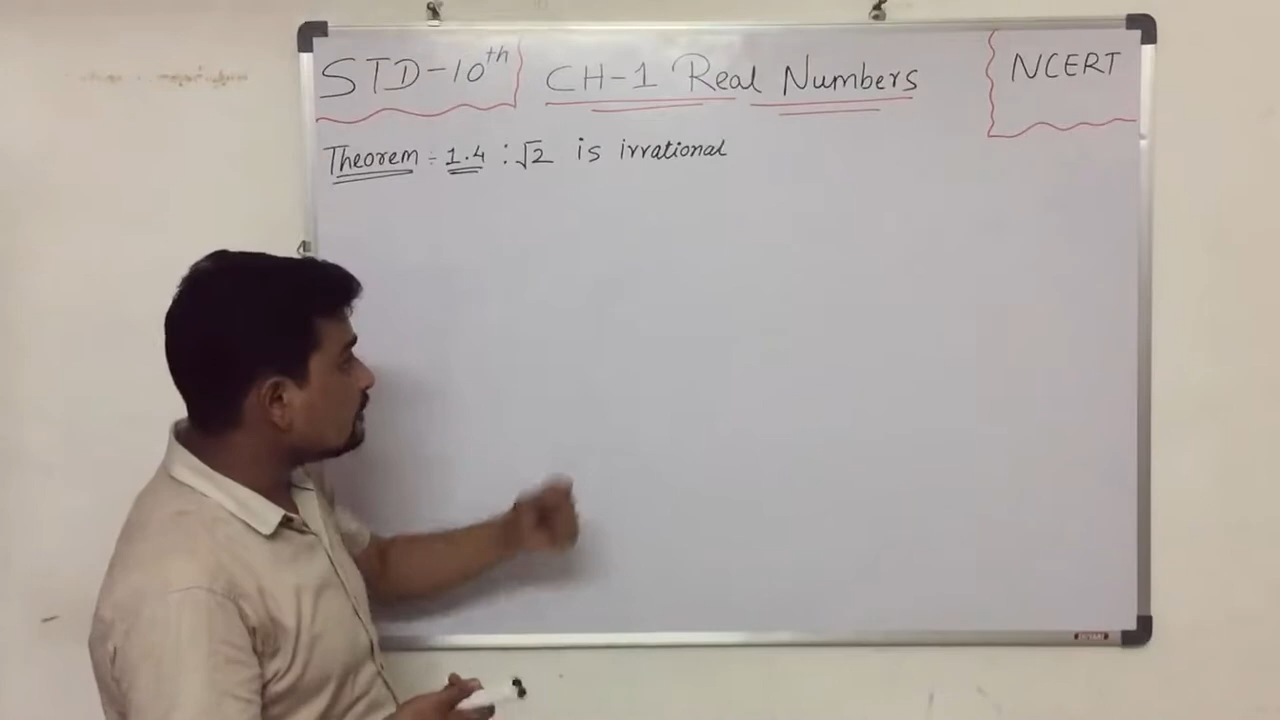 STD-10th CH-1 Real Numbers NCERT
Theorem ÷ 1.4 : √2 is irrational